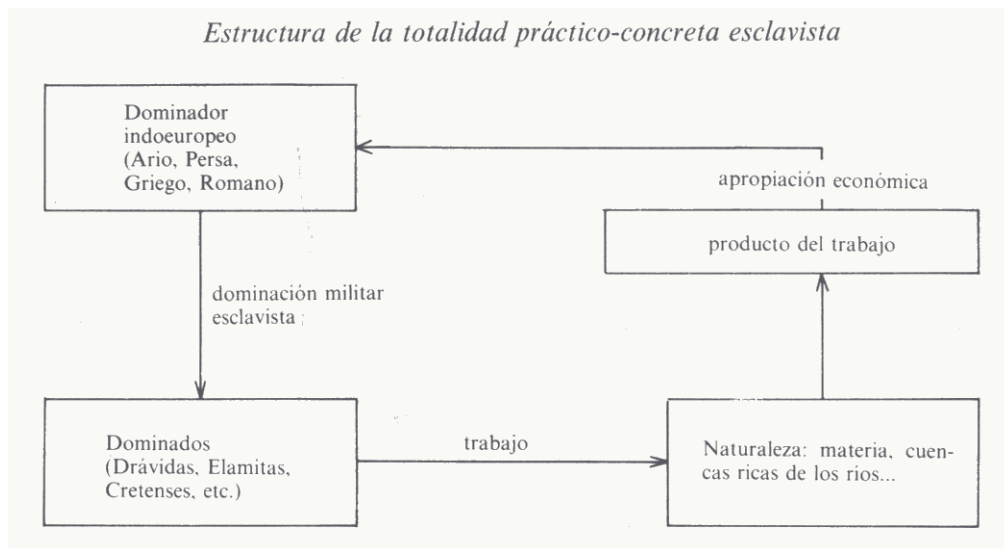 Estructura de la totalidad práctico-concreta esclavista
Dominador
indoeuropeo
(Ario, Persa,
Griego, Romano)
apropiación económica
producto del trabajo
dominación militar
esclavista
Dominados
(Drávidas, Elamitas,
Cretenses, etc.)
trabajo
Naturaleza: materia, cuen-
cas ricas de los ríos...